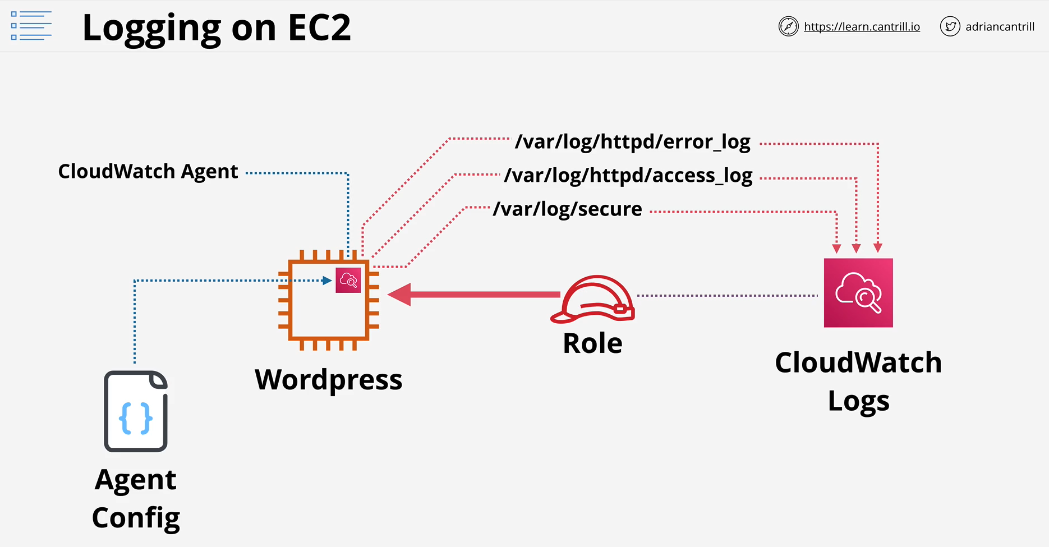 Logging on EC2
https://learn.cantrill.io
adriancantrill
/var/log/httpd/error_log
CloudWatch Agent
/var/log/httpd/access_log
/var/log/secure
Role
Wordpress
CloudWatch
Logs
{ }
Agent
Config